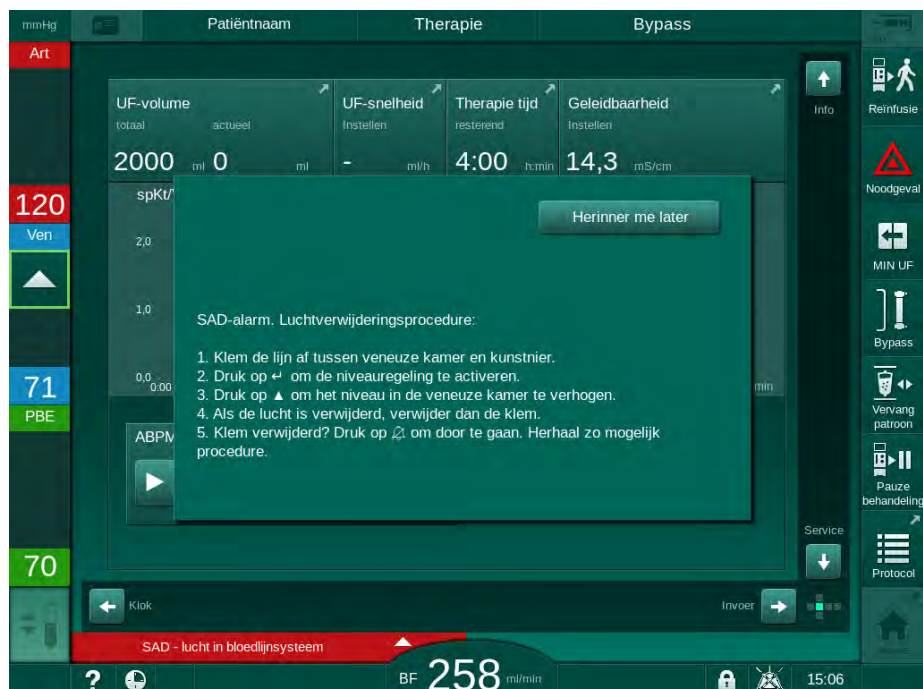 mmHg
Patiëntnaam
Therapie
Bypass
Art
120
Ven
71
PBE
70
UF-volume
totaal
actueel
2000 ml 0 ml
UF-snelheid
Instellen
- ml/h
Therapie tijd
resterend
4:00 h:min
Geleidbaarheid
Instellen
14,3 mS/cm
spKt/
2,0
1,0
0,0
0:00
min
Herinner me later
SAD-alarm. Luchtverwijderingsprocedure:
1. Klem de lijn af tussen veneuze kamer en kunstnier.
2. Druk op ↵ om de niveauregeling te activeren.
3. Druk op ▲ om het niveau in de veneuze kamer te verhogen.
4. Als de lucht is verwijderd, verwijder dan de klem.
5. Klem verwijderd? Druk op 🔔 om door te gaan. Herhaal zo mogelijk
procedure.
ABPM
Info
Service
Klok
Invoer
Reïnfusie
Noodgeval
MIN UF
Bypass
Vervang
patroon
Pauze
behandeling
Protocol
SAD - lucht in bloedlijnsysteem
?
BF 258 ml/min
15:06